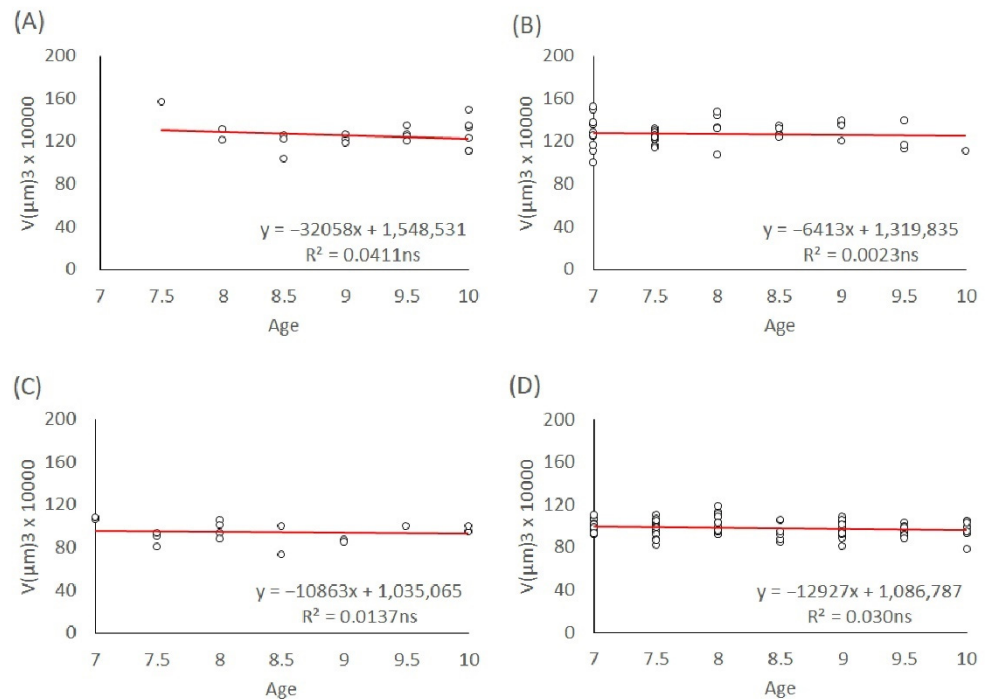 (A)
200
160
120
80
40
0
V(μm)3 x 10000
y = −32058x + 1,548,531
R² = 0.0411ns
7 7.5 8 8.5 9 9.5 10
Age
(B)
200
160
120
80
40
0
V(μm)3 x 10000
y = −6413x + 1,319,835
R² = 0.0023ns
7 7.5 8 8.5 9 9.5 10
Age
(C)
200
160
120
80
40
0
V(μm)3 x 10000
y = −10863x + 1,035,065
R² = 0.0137ns
7 7.5 8 8.5 9 9.5 10
Age
(D)
200
160
120
80
40
0
V(μm)3 x 10000
y = −12927x + 1,086,787
R² = 0.030ns
7 7.5 8 8.5 9 9.5 10
Age